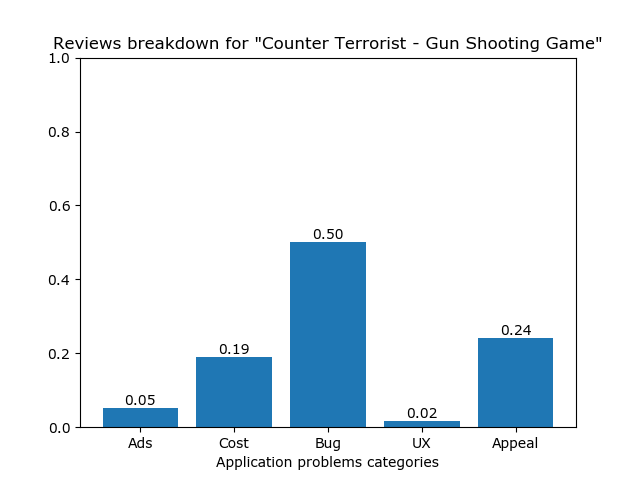 Reviews breakdown for "Counter Terrorist - Gun Shooting Game"
1.0
0.8
0.6
0.4
0.2
0.0
0.05
0.19
0.50
0.02
0.24
Ads
Cost
Bug
UX
Appeal
Application problems categories